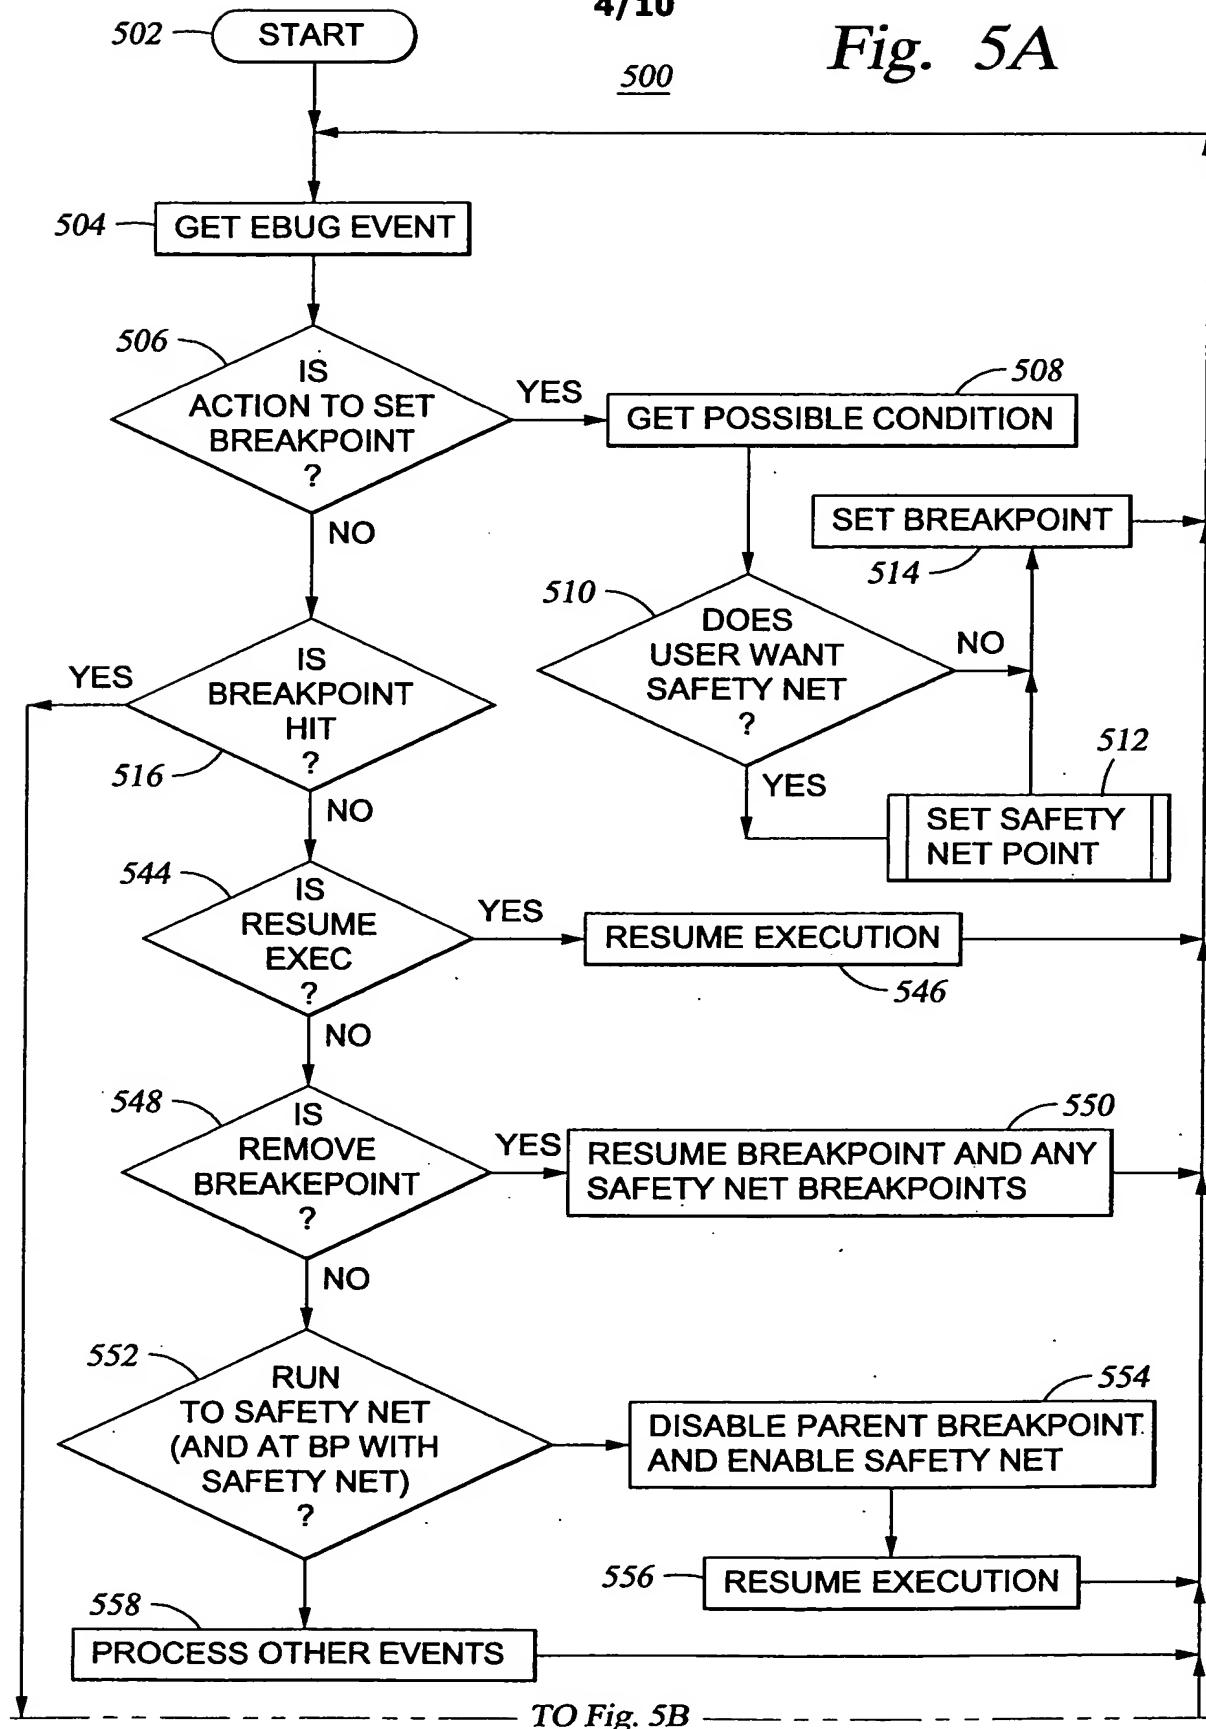 4/10
Fig. 5A
500
502
START
504
GET EBUG EVENT
506
IS
ACTION TO SET
BREAKPOINT
?
YES
NO
508
GET POSSIBLE CONDITION
SET BREAKPOINT
514
510
DOES
USER WANT
SAFETY NET
?
NO
YES
512
SET SAFETY
NET POINT
YES
IS
BREAKPOINT
HIT
?
516
NO
544
IS
RESUME
EXEC
?
YES
RESUME EXECUTION
546
NO
548
IS
REMOVE
BREAKEPOINT
?
YES
550
RESUME BREAKPOINT AND ANY
SAFETY NET BREAKPOINTS
NO
552
RUN
TO SAFETY NET
(AND AT BP WITH
SAFETY NET)
?
554
DISABLE PARENT BREAKPOINT
AND ENABLE SAFETY NET
556
RESUME EXECUTION
558
PROCESS OTHER EVENTS
TO Fig. 5B